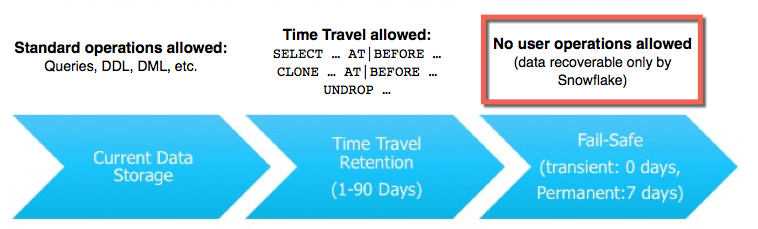 Standard operations allowed:
Queries, DDL, DML, etc.
Time Travel allowed:
SELECT … AT|BEFORE …
CLONE … AT|BEFORE …
UNDROP …
No user operations allowed
(data recoverable only by
Snowflake)
Current Data
Storage
Time Travel
Retention
(1-90 Days)
Fail-Safe
(transient: 0 days,
Permanent:7 days)